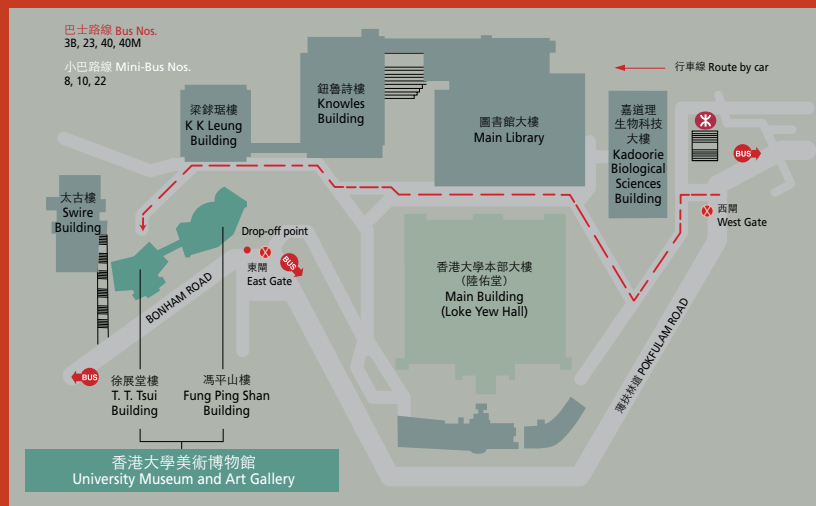 巴士路線 Bus Nos.
3B, 23, 40, 40M
小巴路線 Mini-Bus Nos.
8, 10, 22
行車線 Route by car
梁銶琚樓
K K Leung
Building
鈕魯詩樓
Knowles
Building
圖書館大樓
Main Library
嘉道理
生物科技
大樓
Kadoorie
Biological
Sciences
Building
BUS
太古樓
Swire
Building
西閘
West Gate
Drop-off point
東閘
East Gate
BUS
BONHAM ROAD
香港大學本部大樓
（陸佑堂）
Main Building
(Loke Yew Hall)
薄扶林道 POKFULAM ROAD
BUS
徐展堂樓
T. T. Tsui
Building
馮平山樓
Fung Ping Shan
Building
香港大學美術博物館
University Museum and Art Gallery